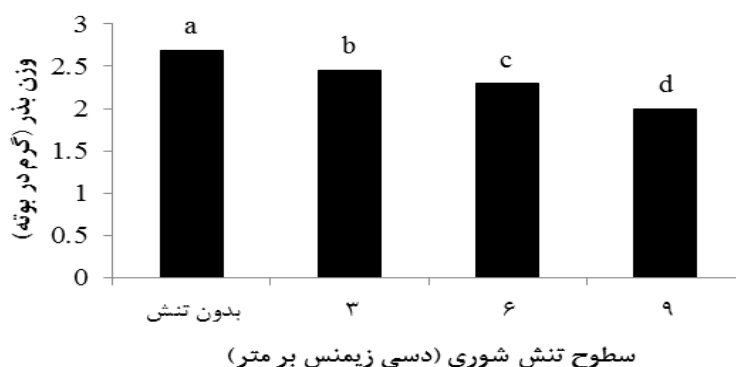 وزن بذر (گرم در بوته)
3
2.5
2
1.5
1
0.5
0
a
b
c
d
بدون تنش ۳ ۶ ۹
سطوح تنش شوری (دسی زیمنس بر متر)